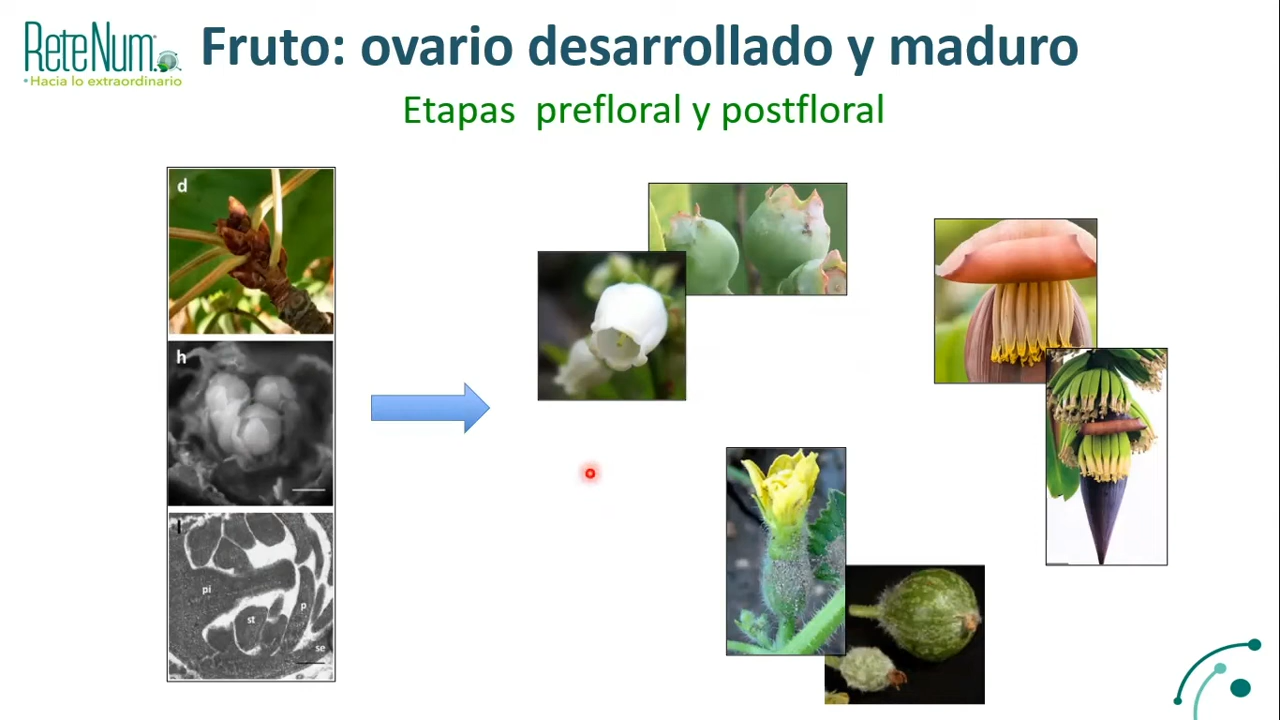 ReteNum
Hacia lo extraordinario
Fruto: ovario desarrollado y maduro
Etapas prefloral y postfloral
d
h
l
pi
st
p
se